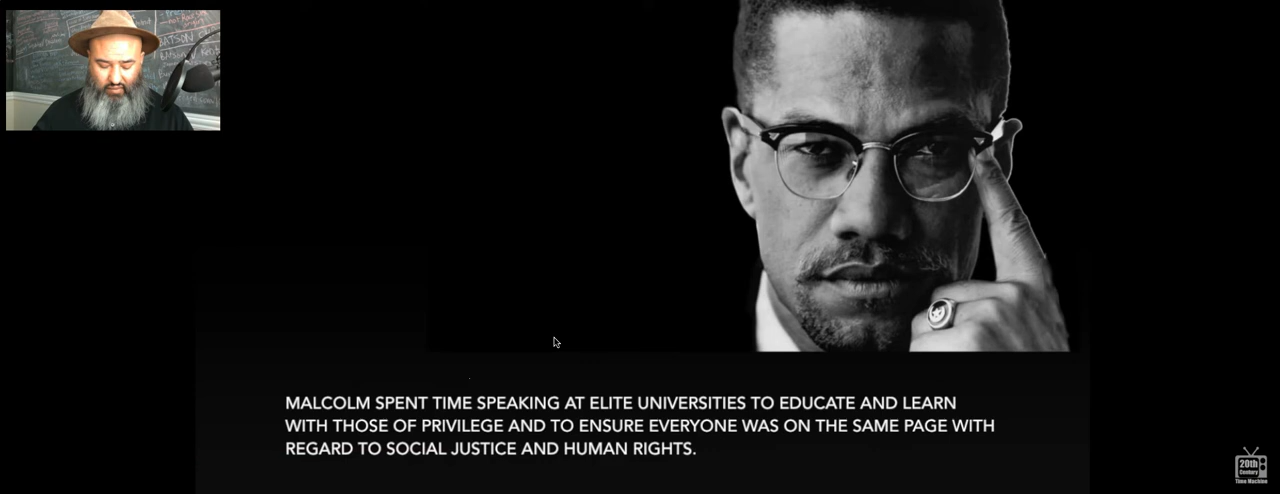 MALCOLM SPENT TIME SPEAKING AT ELITE UNIVERSITIES TO EDUCATE AND LEARN
WITH THOSE OF PRIVILEGE AND TO ENSURE EVERYONE WAS ON THE SAME PAGE WITH
REGARD TO SOCIAL JUSTICE AND HUMAN RIGHTS.
20th
Century
Time Machine